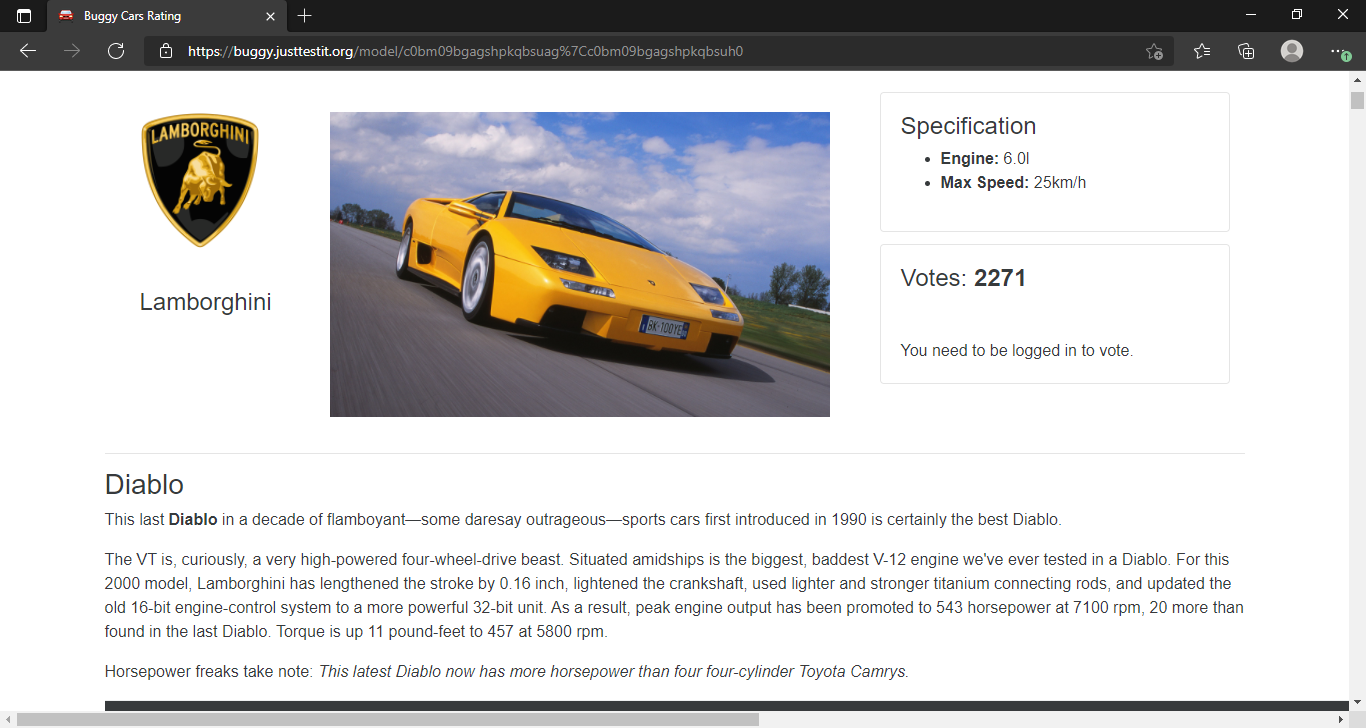 Buggy Cars Rating
https://buggy.justtestit.org/model/c0bm09bgagshpkqbsuag%7Cc0bm09bgagshpkqbsuh0
LAMBORGHINI
Lamborghini
BK·100YE
Specification
• Engine: 6.0l
• Max Speed: 25km/h
Votes: 2271
You need to be logged in to vote.
Diablo
This last Diablo in a decade of flamboyant—some daresay outrageous—sports cars first introduced in 1990 is certainly the best Diablo.
The VT is, curiously, a very high-powered four-wheel-drive beast. Situated amidships is the biggest, baddest V-12 engine we've ever tested in a Diablo. For this
2000 model, Lamborghini has lengthened the stroke by 0.16 inch, lightened the crankshaft, used lighter and stronger titanium connecting rods, and updated the
old 16-bit engine-control system to a more powerful 32-bit unit. As a result, peak engine output has been promoted to 543 horsepower at 7100 rpm, 20 more than
found in the last Diablo. Torque is up 11 pound-feet to 457 at 5800 rpm.
Horsepower freaks take note: This latest Diablo now has more horsepower than four four-cylinder Toyota Camrys.